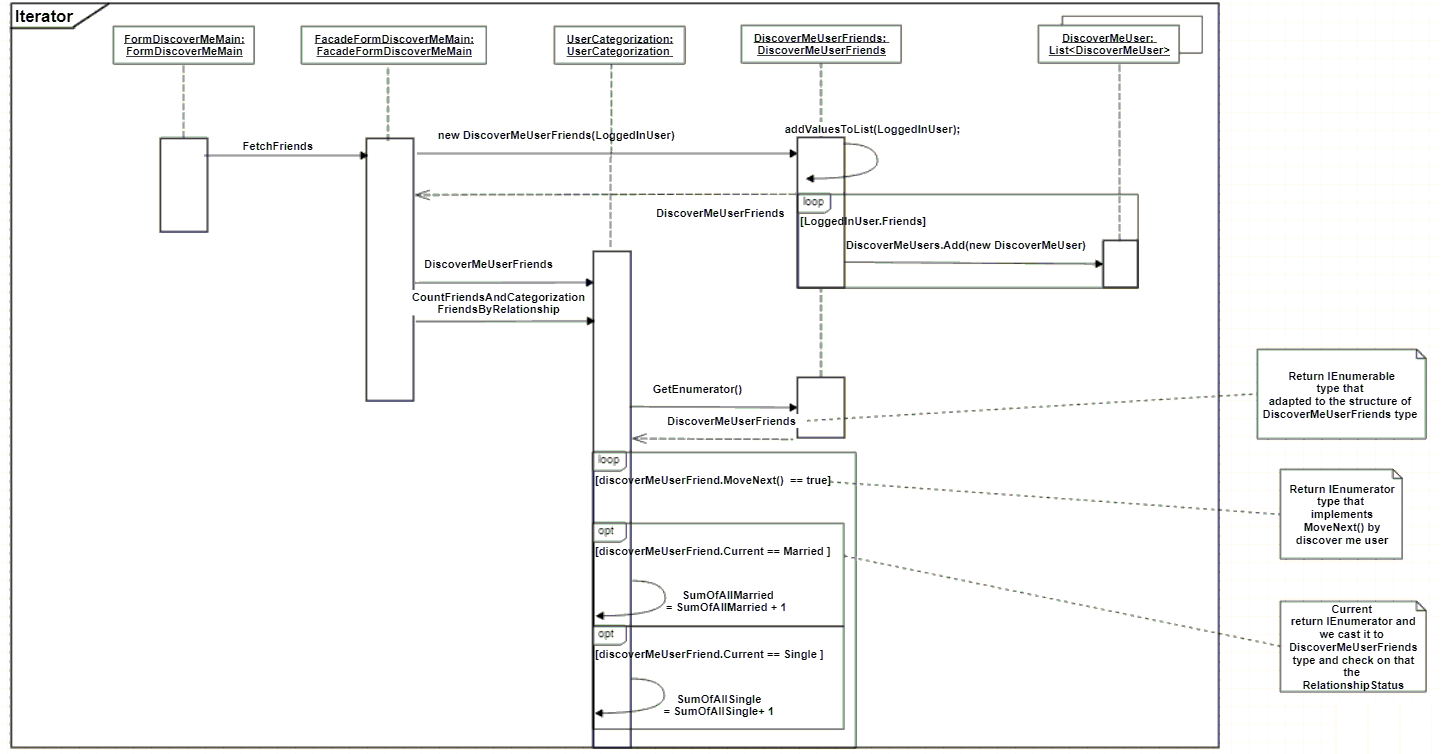 Iterator
FormDiscoverMeMain:
FormDiscoverMeMain
FacadeFormDiscoverMeMain:
FacadeFormDiscoverMeMain
UserCategorization:
UserCategorization
DiscoverMeUserFriends:
DiscoverMeUserFriends
DiscoverMeUser:
List<DiscoverMeUser>
FetchFriends
new DiscoverMeUserFriends(LoggedInUser)
addValuesToList(LoggedInUser);
loop
DiscoverMeUserFriends
[LoggedInUser.Friends]
DiscoverMeUsers.Add(new DiscoverMeUser)
DiscoverMeUserFriends
CountFriendsAndCategorization
FriendsByRelationship
GetEnumerator()
DiscoverMeUserFriends
Return IEnumerable
type that
adapted to the structure of
DiscoverMeUserFriends type
loop
[discoverMeUserFriend.MoveNext() == true]
Return IEnumerator
type that
implements
MoveNext() by
discover me user
opt
[discoverMeUserFriend.Current == Married ]
SumOfAllMarried
= SumOfAllMarried + 1
opt
[discoverMeUserFriend.Current == Single ]
SumOfAllSingle
= SumOfAllSingle+ 1
Current
return IEnumerator and
we cast it to
DiscoverMeUserFriends
type and check on that
the
RelationshipStatus